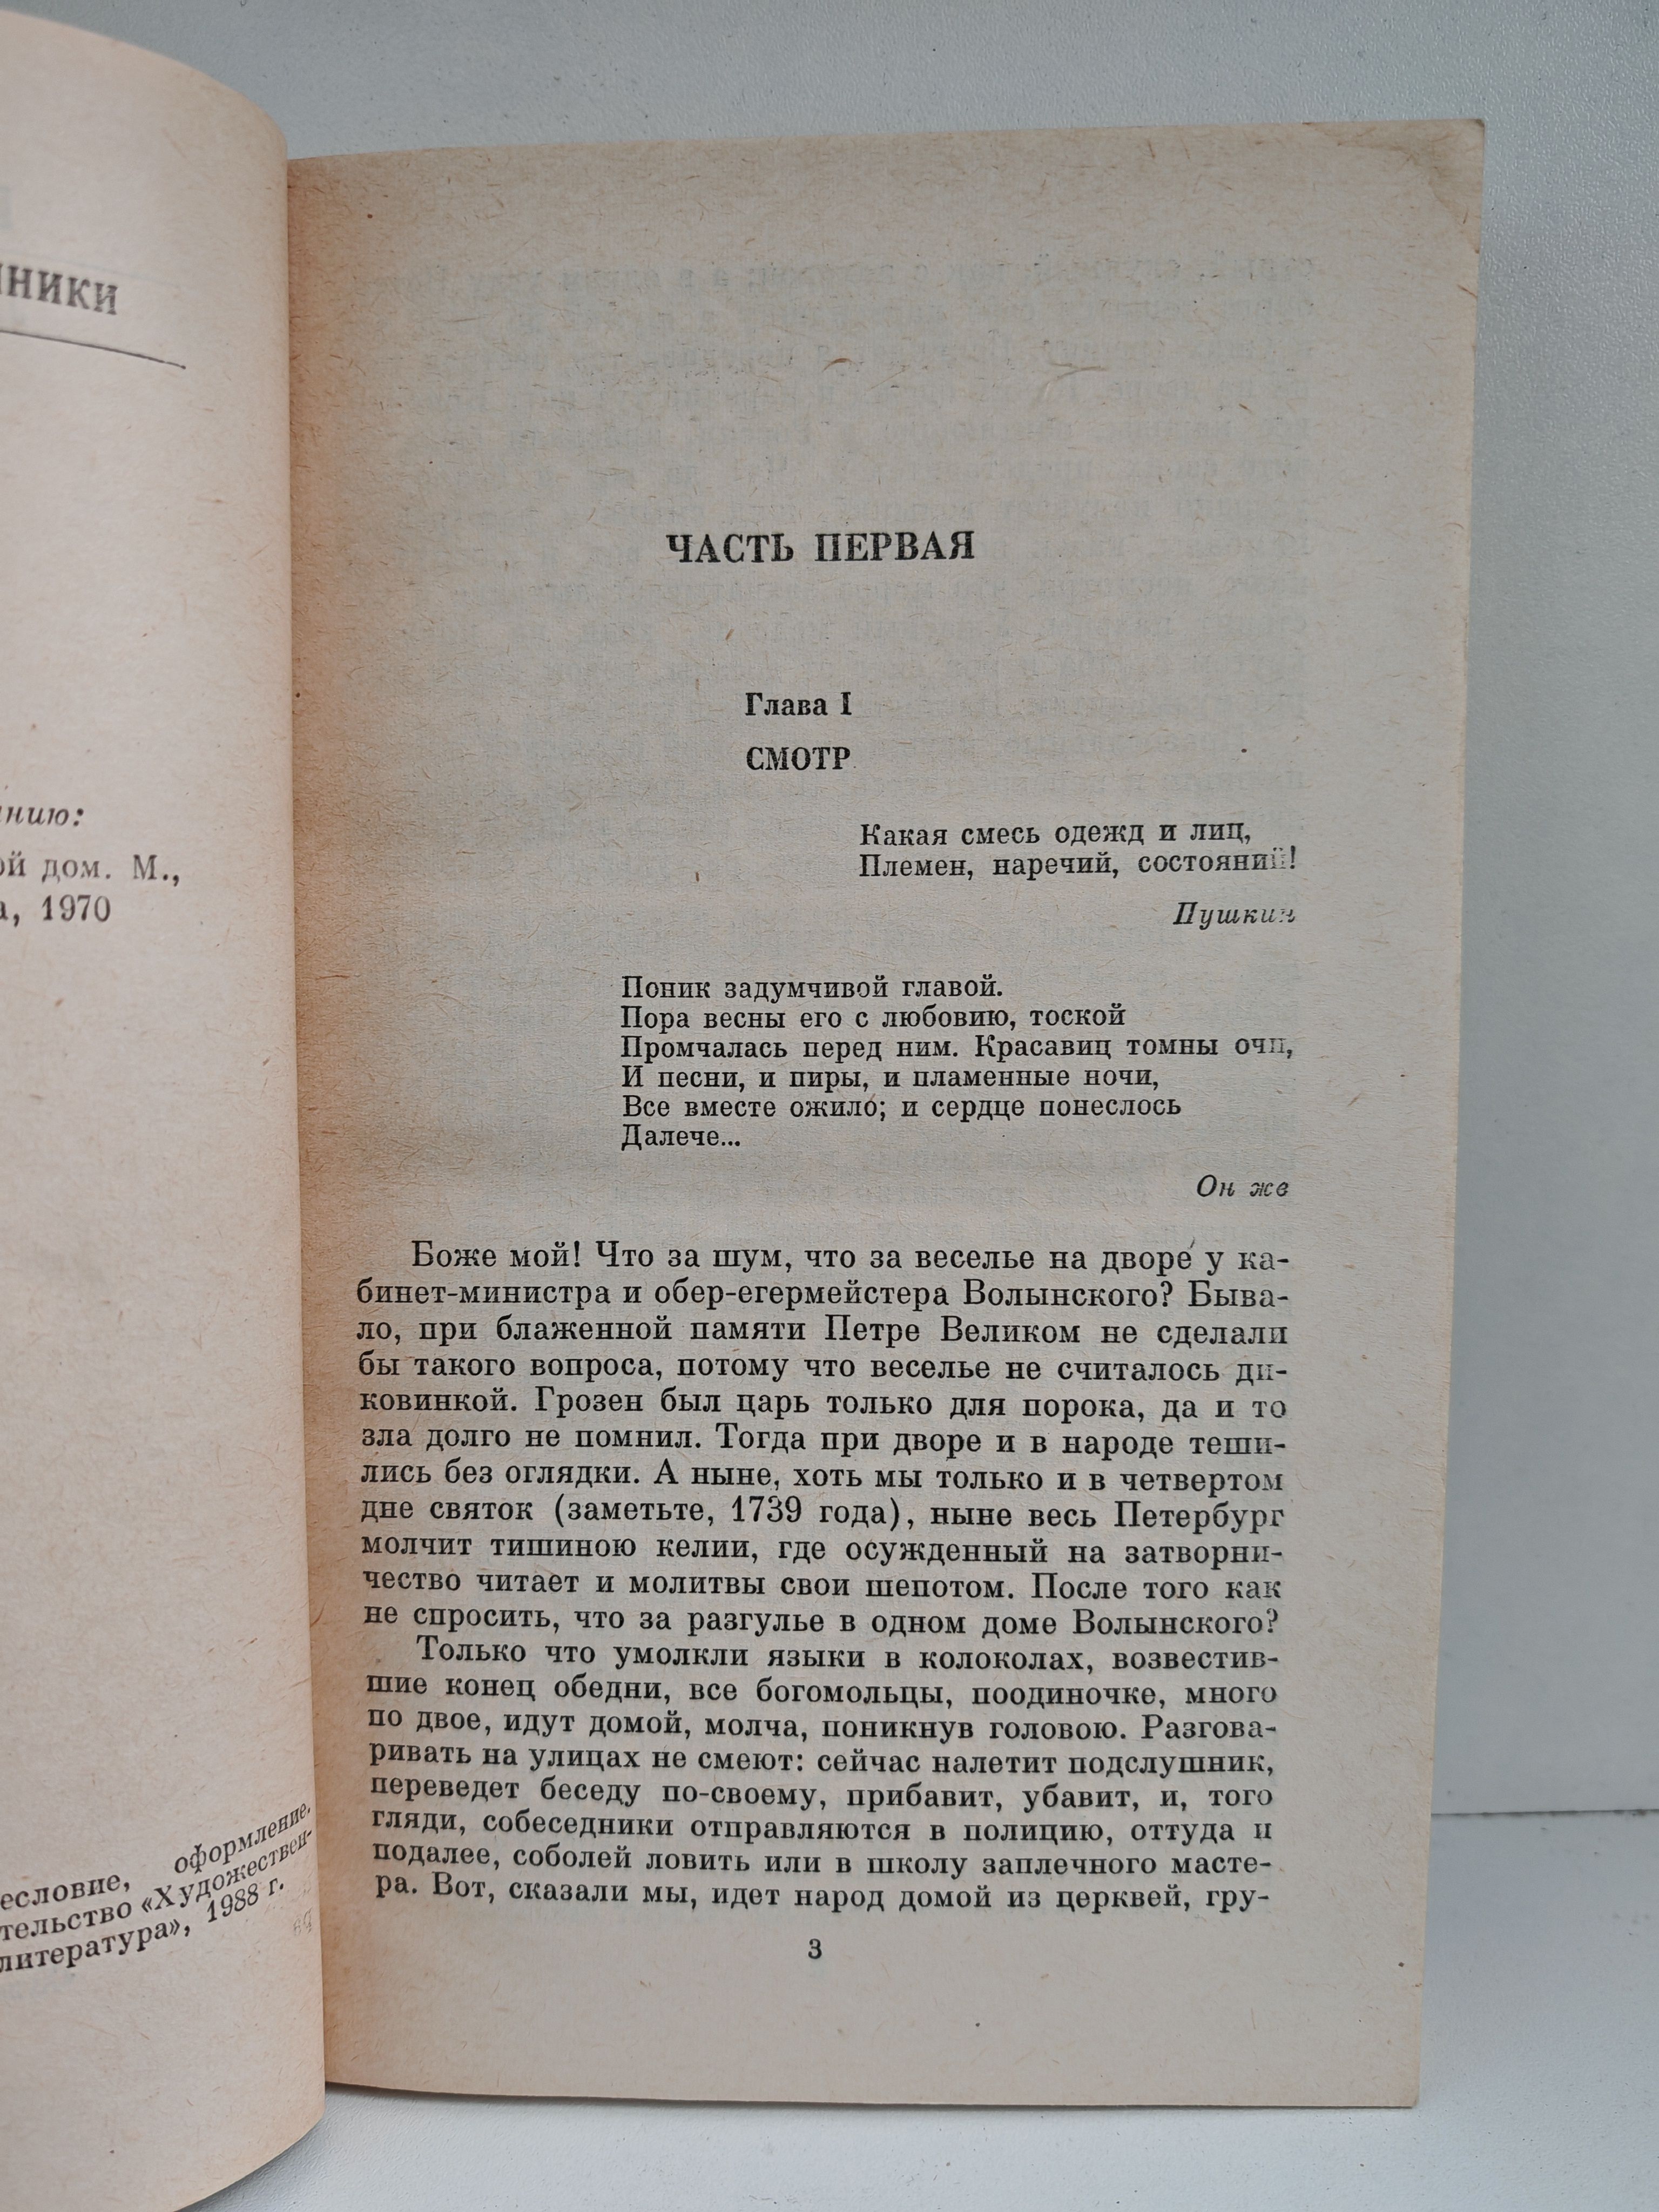 нию:
ой дом. М.,
1970
оформление.
тельство «Художествен-
литература», 1988 г.
ЧАСТЬ ПЕРВАЯ
Глава I
СМОТР
Какая смесь одежд и лиц,
Племен, наречий, состояний!
Пушкин
Поник задумчивой главой.
Пора весны его с любовию, тоской
Промчалась перед ним. Красавиц томны очи,
И песни, и пиры, и пламенные ночи,
Все вместе ожило; и сердце понеслось
Далече...
Он же
Боже мой! Что за шум, что за веселье на дворе у ка-
бинет-министра и обер-егермейстера Волынского? Быва-
ло, при блаженной памяти Петре Великом не сделали
бы такого вопроса, потому что веселье не считалось ди-
ковинкой. Грозен был царь только для порока, да и то
зла долго не помнил. Тогда при дворе и в народе теши-
лись без оглядки. А ныне, хоть мы только и в четвертом
дне святок (заметьте, 1739 года), ныне весь Петербург
молчит тишиною келии, где осужденный на затворни-
чество читает и молитвы свои шепотом. После того как
не спросить, что за разгулье в одном доме Волынского?
Только что умолкли языки в колоколах, возвестив-
шие конец обедни, все богомольцы, поодиночке, много
по двое, идут домой, молча, поникнув головою. Разгова-
ривать на улицах не смеют: сейчас налетит подслушник,
переведет беседу по-своему, прибавит, убавит, и, того
гляди, собеседники отправляются в полицию, оттуда и
подалее, соболей ловить или в школу заплечного масте-
ра. Вот, сказали мы, идет народ домой из церквей, гру-
3